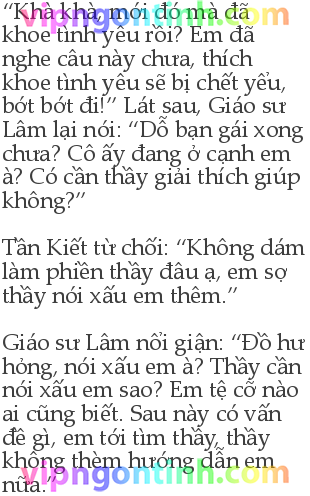 “Khà khà, mới đó mà đã
vipngontinh.com
khoe tình yêu rồi? Em đã
nghe câu này chưa, thích
khoe tình yêu sẽ bị chết yểu,
bớt bớt đi!” Lát sau, Giáo sư
Lâm lại nói: “Dỗ bạn gái xong
chưa? Cô ấy đang ở cạnh em
à? Có cần thầy giải thích giúp
không?”
Tần Kiết từ chối: “Không dám
làm phiền thầy đâu ạ, em sợ
thầy nói xấu em thêm.”
Giáo sư Lâm nổi giận: “Đồ hư
hỏng, nói xấu em à? Thầy cần
nói xấu em sao? Em tệ cỡ nào
ai cũng biết. Sau này có vấn
đề gì, em tới tìm thầy, thầy
không thèm hướng dẫn em
nữa.”
vipngontinh.com